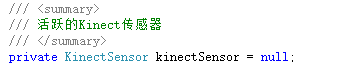 /// <summary>
/// 活跃的Kinect传感器
/// </summary>
private KinectSensor kinectSensor = null;